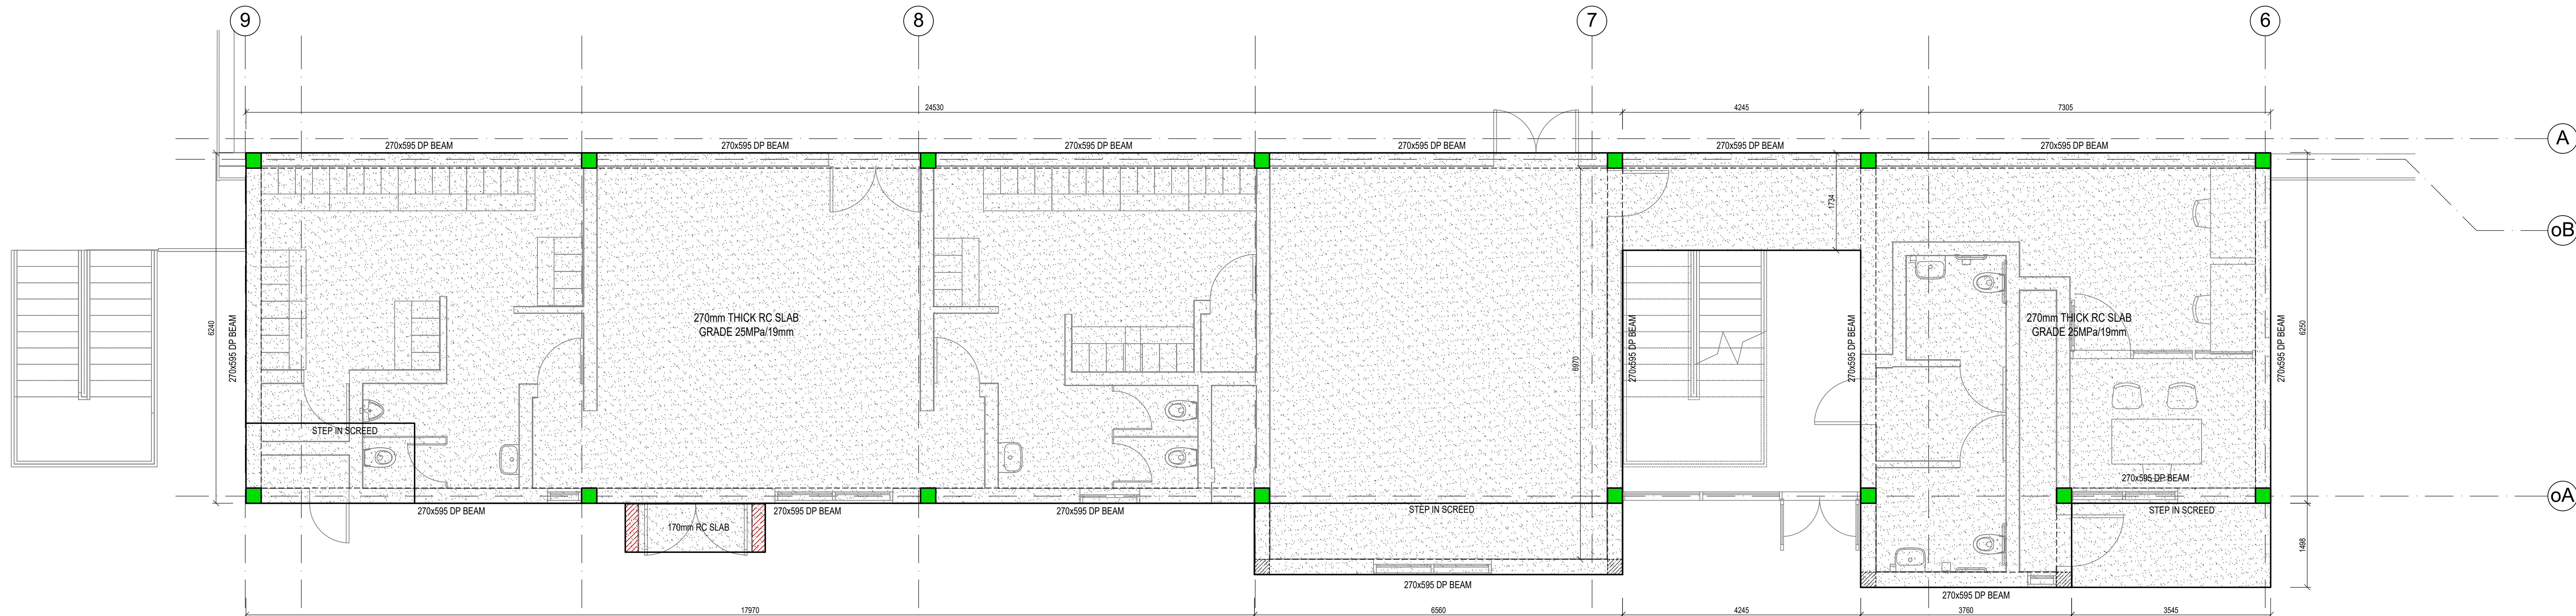 9
8
7
6
24530
4245
7305
A
270x595 DP BEAM
270x595 DP BEAM
270x595 DP BEAM
270x595 DP BEAM
270x595 DP BEAM
270x595 DP BEAM
1734
oB
6240
270x595 DP BEAM
270mm THICK RC SLAB
GRADE 25MPa/19mm
6970
270x595 DP BEAM
270x595 DP BEAM
270mm THICK RC SLAB
GRADE 25MPa/19mm
270x595 DP BEAM
6250
STEP IN SCREED
270x595 DP BEAM
oA
270x595 DP BEAM
270x595 DP BEAM
270x595 DP BEAM
STEP IN SCREED
STEP IN SCREED
170mm RC SLAB
1498
270x595 DP BEAM
270x595 DP BEAM
17970
6560
4245
3760
3545